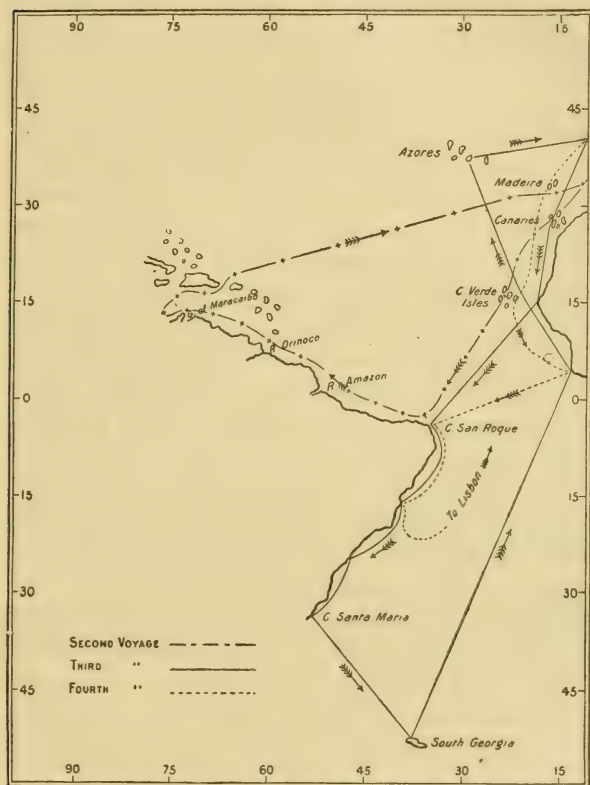 90 75 60 45 30 15
45 45
Azores
Madeira
30 30
Canaries
C Verde
Isles
15 15
G of Maracaibo
R Orinoco
R Amazon
0 0
C San Roque
To Lisbon
15 15
30 30
C Santa Maria
SECOND VOYAGE
THIRD "
FOURTH "
45 45
South Georgia
90 75 60 45 30 15